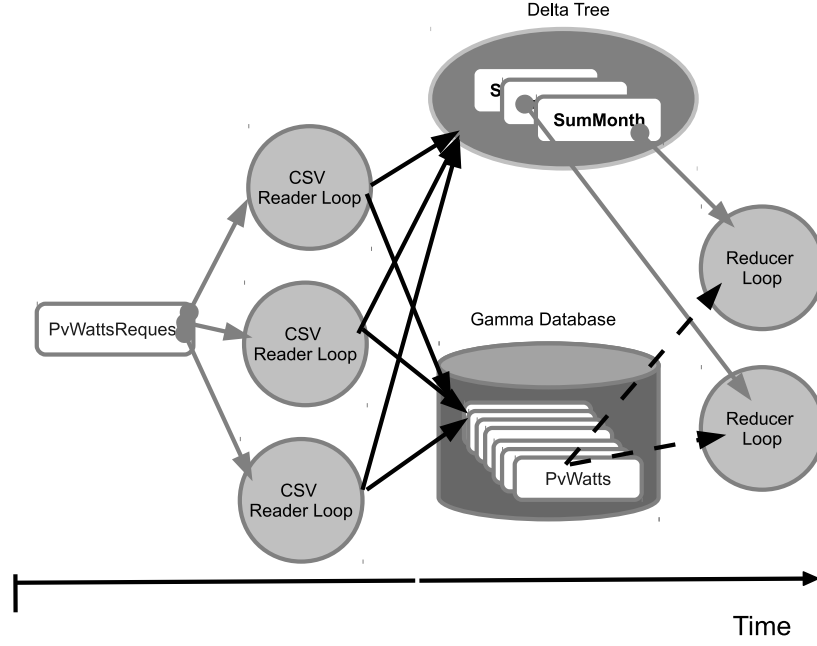 Delta Tree
S
SumMonth
CSV
Reader Loop
CSV
Reader Loop
CSV
Reader Loop
PvWattsReques
Gamma Database
PvWatts
Reducer
Loop
Reducer
Loop
Time